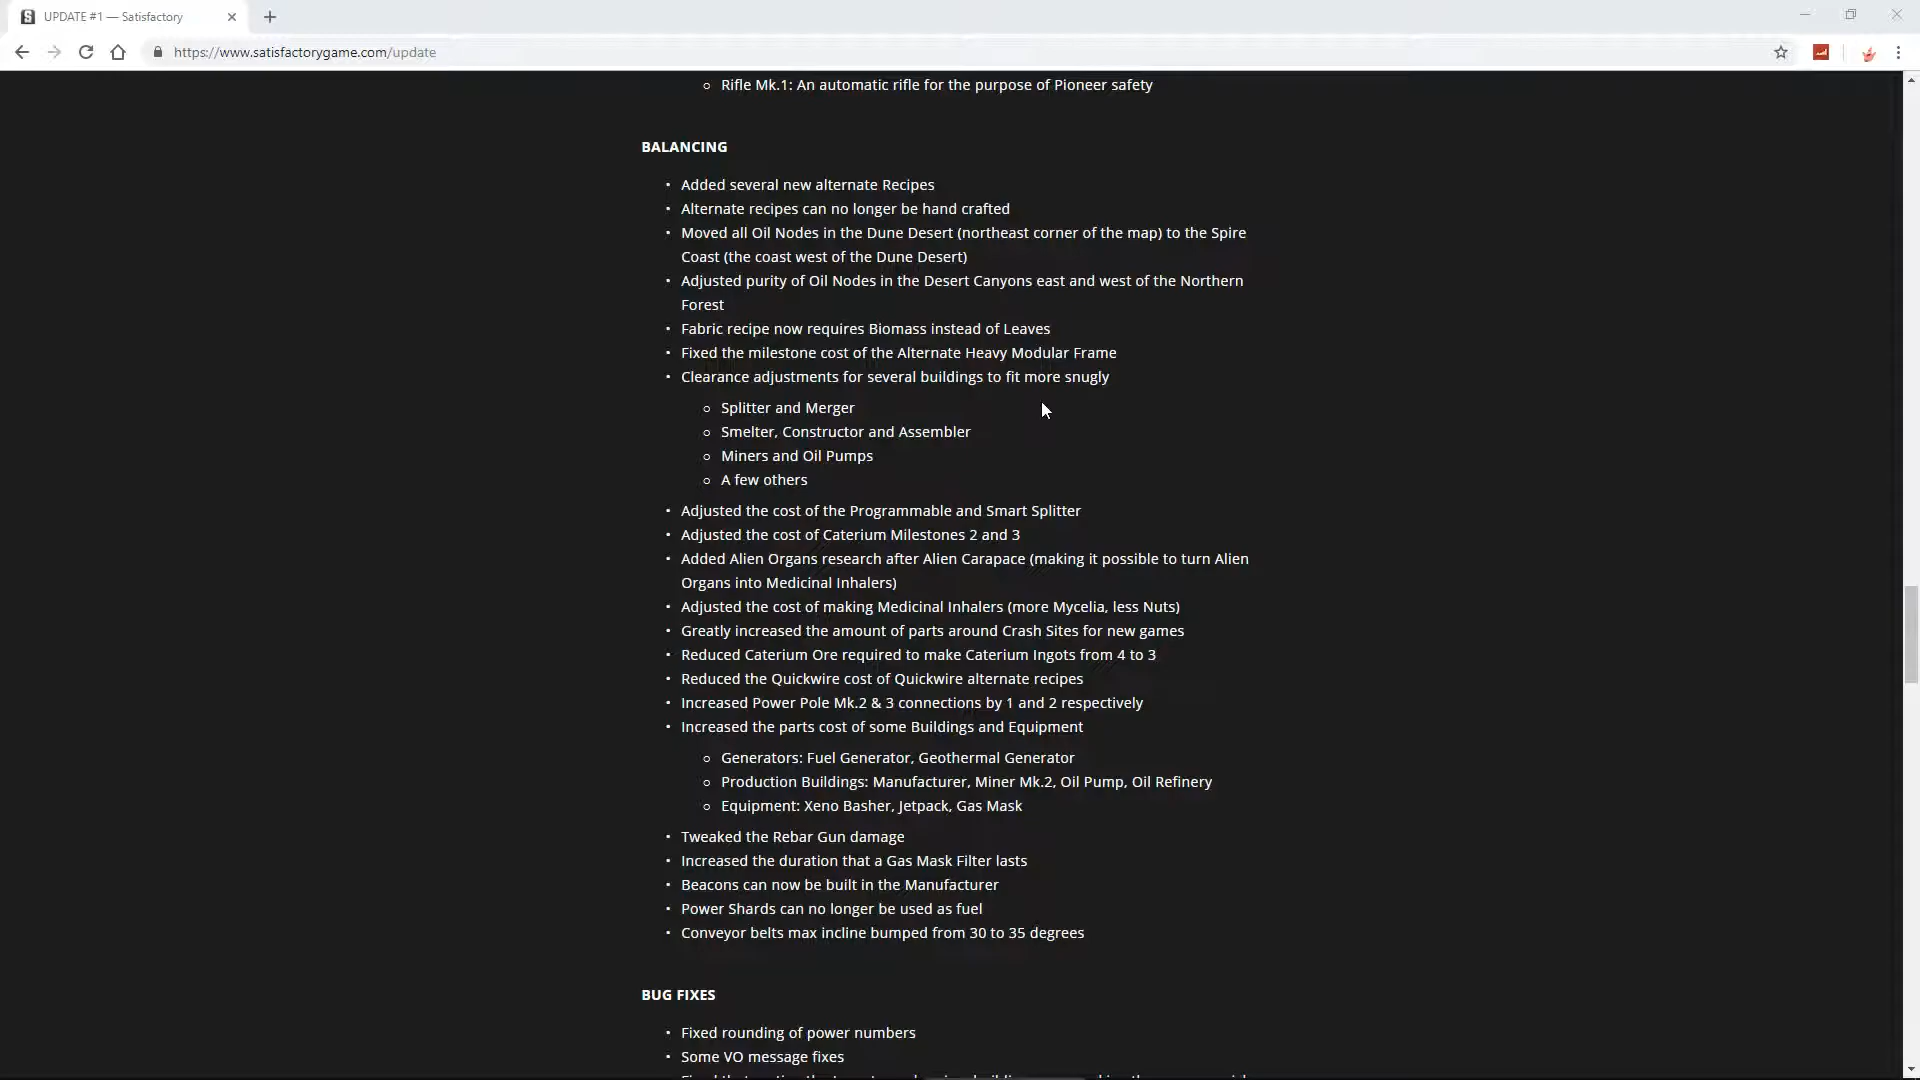 UPDATE #1 — Satisfactory
https://www.satisfactorygame.com/update
Rifle Mk.1: An automatic rifle for the purpose of Pioneer safety
BALANCING
Added several new alternate Recipes
Alternate recipes can no longer be hand crafted
Moved all Oil Nodes in the Dune Desert (northeast corner of the map) to the Spire
Coast (the coast west of the Dune Desert)
Adjusted purity of Oil Nodes in the Desert Canyons east and west of the Northern
Forest
Fabric recipe now requires Biomass instead of Leaves
Fixed the milestone cost of the Alternate Heavy Modular Frame
Clearance adjustments for several buildings to fit more snugly
Splitter and Merger
Smelter, Constructor and Assembler
Miners and Oil Pumps
A few others
Adjusted the cost of the Programmable and Smart Splitter
Adjusted the cost of Caterium Milestones 2 and 3
Added Alien Organs research after Alien Carapace (making it possible to turn Alien
Organs into Medicinal Inhalers)
Adjusted the cost of making Medicinal Inhalers (more Mycelia, less Nuts)
Greatly increased the amount of parts around Crash Sites for new games
Reduced Caterium Ore required to make Caterium Ingots from 4 to 3
Reduced the Quickwire cost of Quickwire alternate recipes
Increased Power Pole Mk.2 & 3 connections by 1 and 2 respectively
Increased the parts cost of some Buildings and Equipment
Generators: Fuel Generator, Geothermal Generator
Production Buildings: Manufacturer, Miner Mk.2, Oil Pump, Oil Refinery
Equipment: Xeno Basher, Jetpack, Gas Mask
Tweaked the Rebar Gun damage
Increased the duration that a Gas Mask Filter lasts
Beacons can now be built in the Manufacturer
Power Shards can no longer be used as fuel
Conveyor belts max incline bumped from 30 to 35 degrees
BUG FIXES
Fixed rounding of power numbers
Some VO message fixes